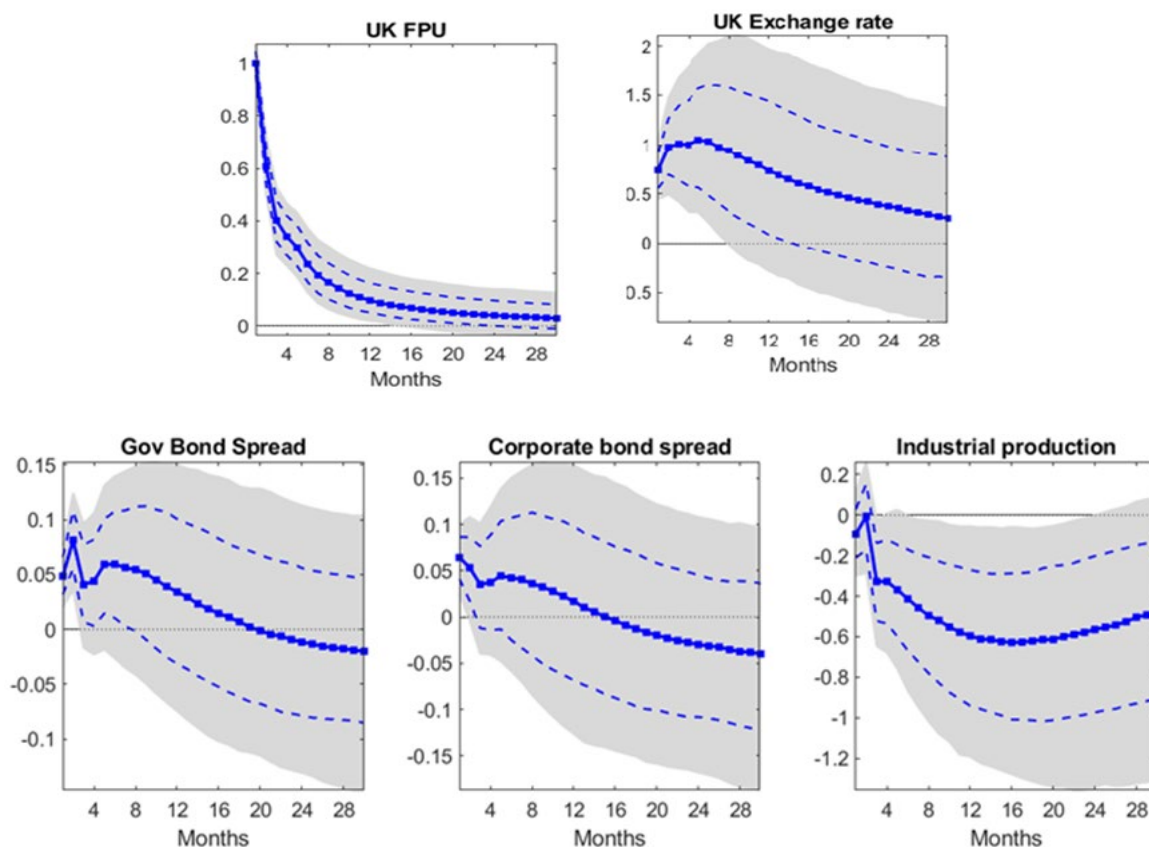 UK FPU
1
0.8
0.6
0.4
0.2
0
4 8 12 16 20 24 28
Months
UK Exchange rate
2
1.5
1
0.5
0
0.5
4 8 12 16 20 24 28
Months
Gov Bond Spread
0.15
0.1
0.05
0
-0.05
-0.1
4 8 12 16 20 24 28
Months
Corporate bond spread
0.15
0.1
0.05
0
-0.05
-0.1
-0.15
4 8 12 16 20 24 28
Months
Industrial production
0.2
0
-0.2
-0.4
-0.6
-0.8
-1
-1.2
4 8 12 16 20 24 28
Months